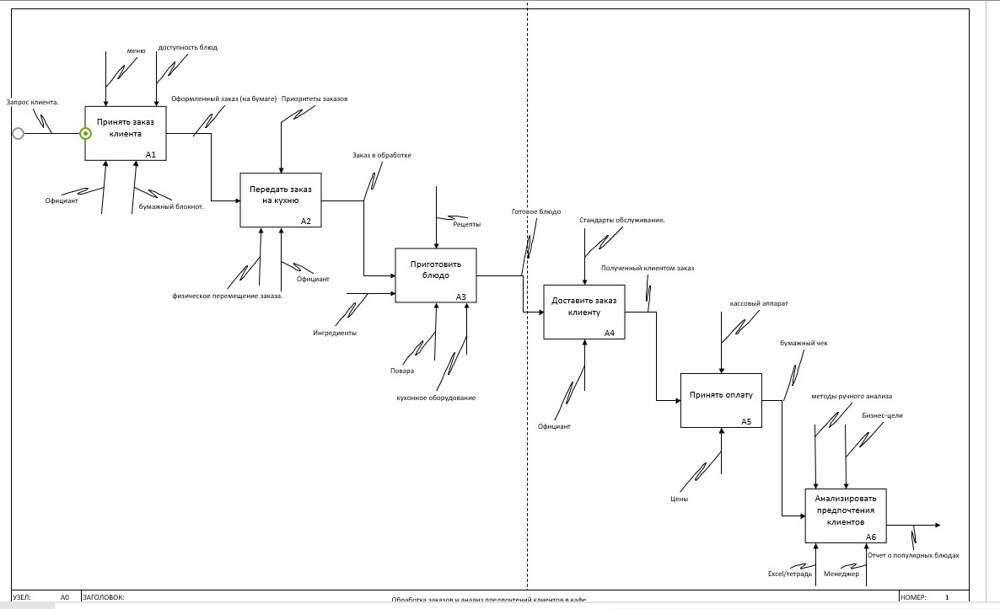 меню
доступность блюд
Запрос клиента.
Принять заказ
клиента
A1
Оформленный заказ (на бумаге)
Приоритеты заказов
Официант
бумажный блокнот.
Передать заказ
на кухню
A2
Заказ в обработке
физическое перемещение заказа.
Официант
Рецепты
Приготовить
блюдо
A3
Ингредиенты
Повара
кухонное оборудование
Готовое блюдо
Стандарты обслуживания.
Доставить заказ
клиенту
A4
Полученный клиентом заказ
Официант
кассовый аппарат
Принять оплату
A5
Цены
бумажный чек
методы ручного анализа
Бизнес-цели
Анализировать
предпочтения
клиентов
A6
Отчет о популярных блюдах
Excel/тетрадь
Менеджер
УЗЕЛ: A0 ЗАГОЛОВОК: Обработка заказов и анализ предпочтений клиентов в кафе НОМЕР: 1